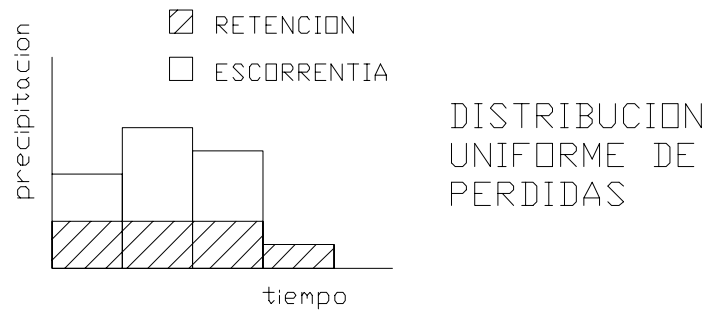 RETENCION
ESCORRENTIA
precipitacion
DISTRIBUCION
UNIFORME DE
PERDIDAS
tiempo